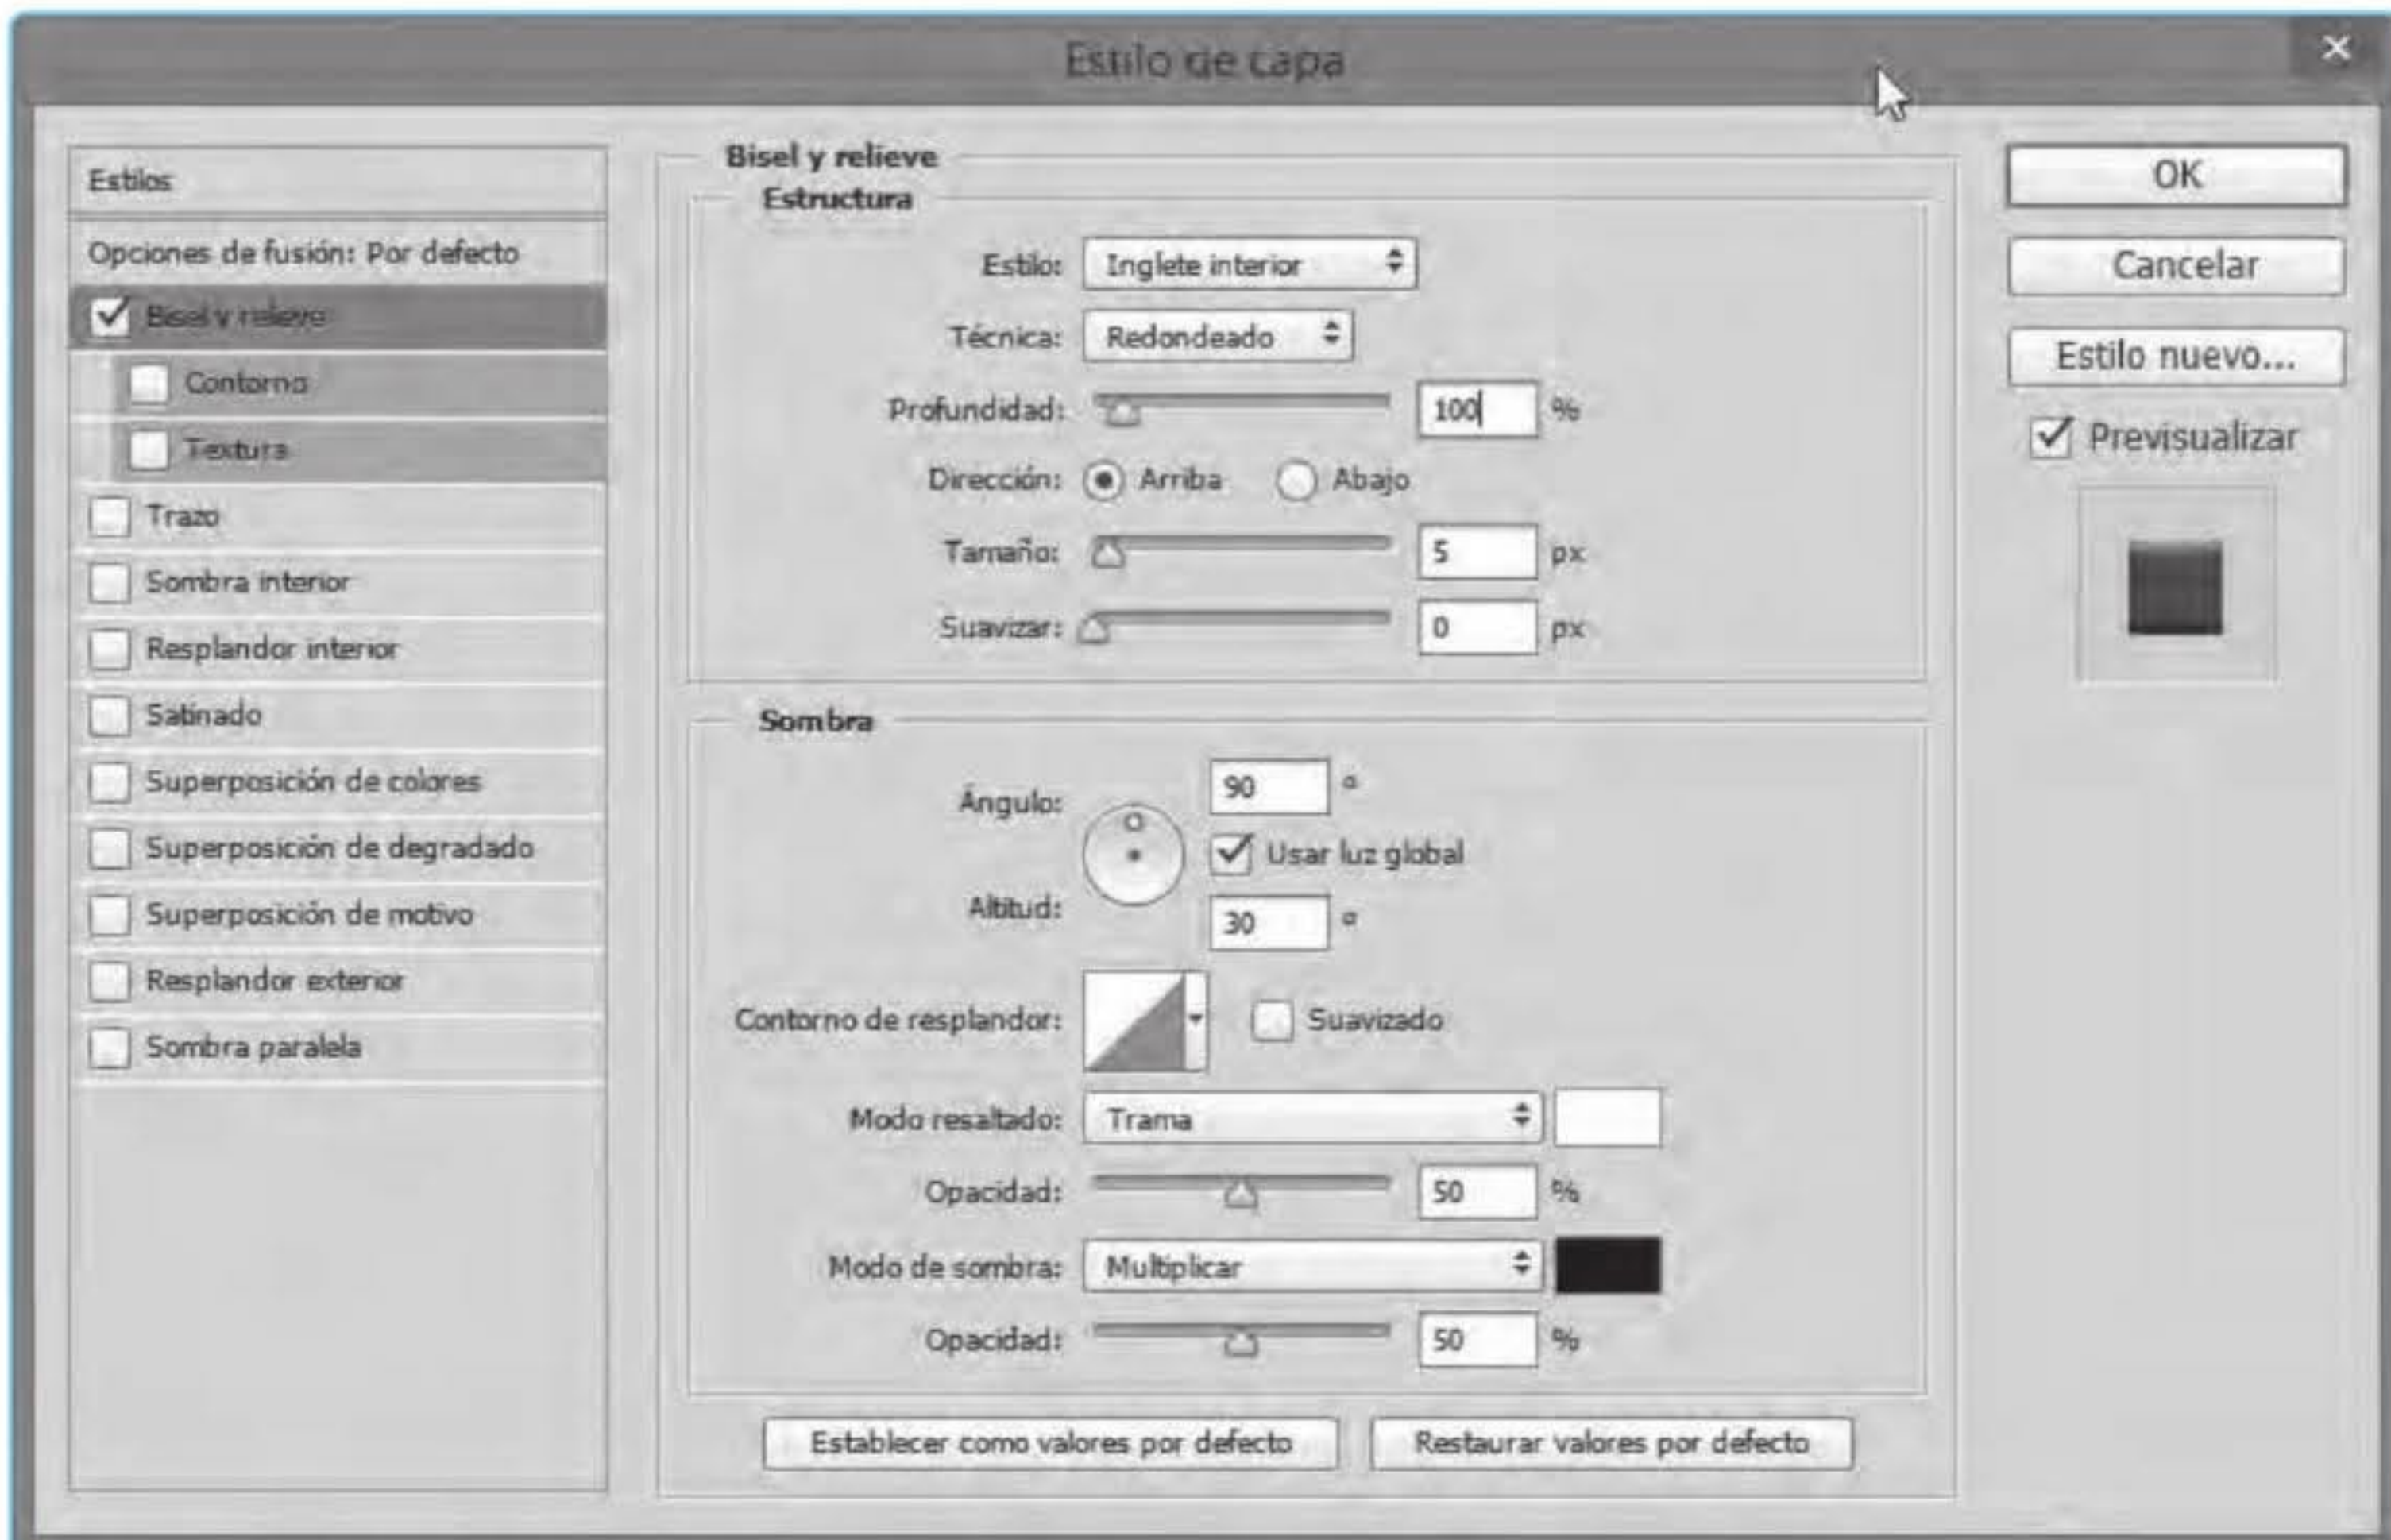 Estilo de capa
Estilos
Opciones de fusión: Por defecto
Bisel y relieve
Contorno
Textura
Trazo
Sombra interior
Resplandor interior
Satinado
Superposición de colores
Superposición de degradado
Superposición de motivo
Resplandor exterior
Sombra paralela
Bisel y relieve
Estructura
Estilo: Inglete interior
Técnica: Redondeado
Profundidad: 100 %
Dirección: Arriba Abajo
Tamaño: 5 px
Suavizar: 0 px
Sombra
Ángulo: 90 °
Usar luz global
Altitud: 30 °
Contorno de resplandor: Suavizado
Modo resaltado: Trama
Opacidad: 50 %
Modo de sombra: Multiplicar
Opacidad: 50 %
Establecer como valores por defecto Restaurar valores por defecto
OK
Cancelar
Estilo nuevo...
Previsualizar